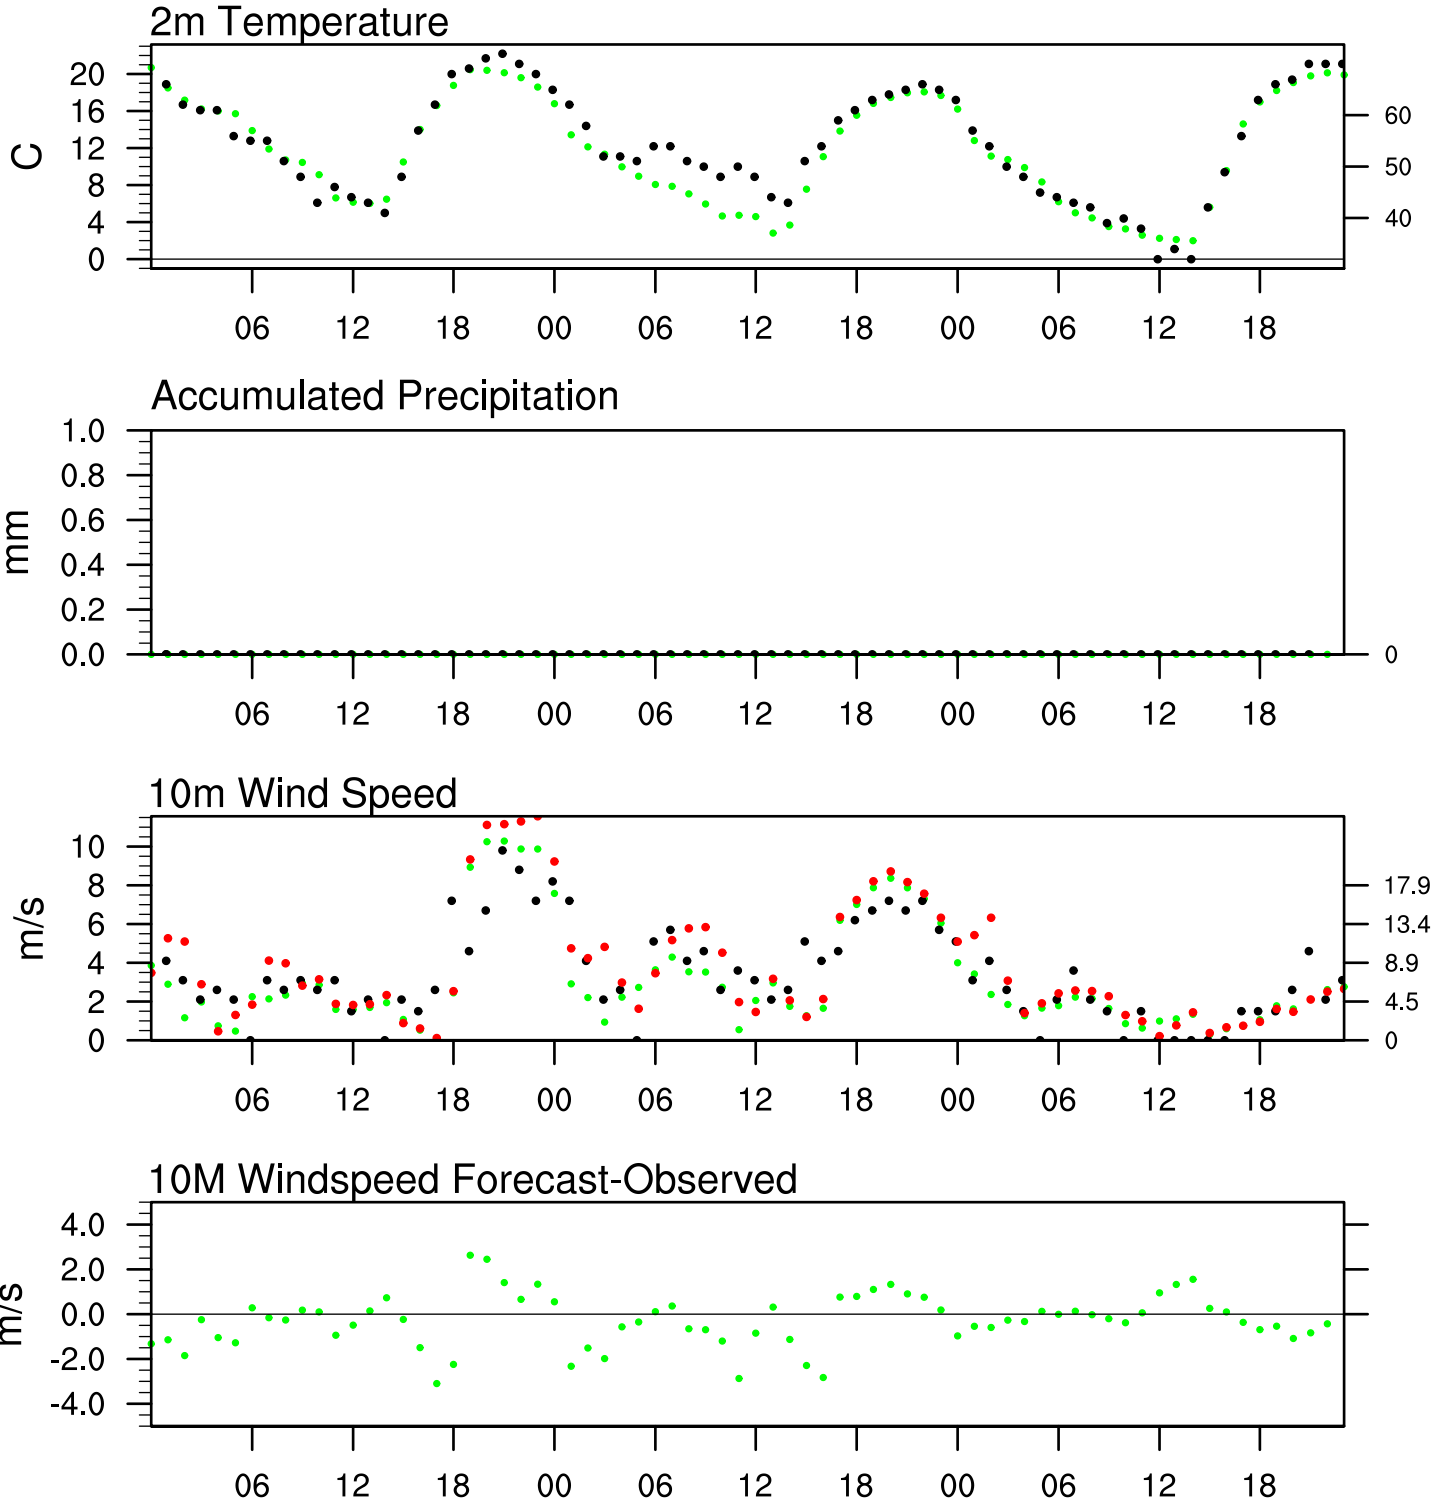 2m Temperature
20
16
12
8
4
0
C
60
50
40
06 12 18 00 06 12 18 00 06 12 18
Accumulated Precipitation
1.0
0.8
0.6
0.4
0.2
0.0
mm
0
06 12 18 00 06 12 18 00 06 12 18
10m Wind Speed
10
8
6
4
2
0
m/s
17.9
13.4
8.9
4.5
0
06 12 18 00 06 12 18 00 06 12 18
10M Windspeed Forecast-Observed
4.0
2.0
0.0
-2.0
-4.0
m/s
06 12 18 00 06 12 18 00 06 12 18